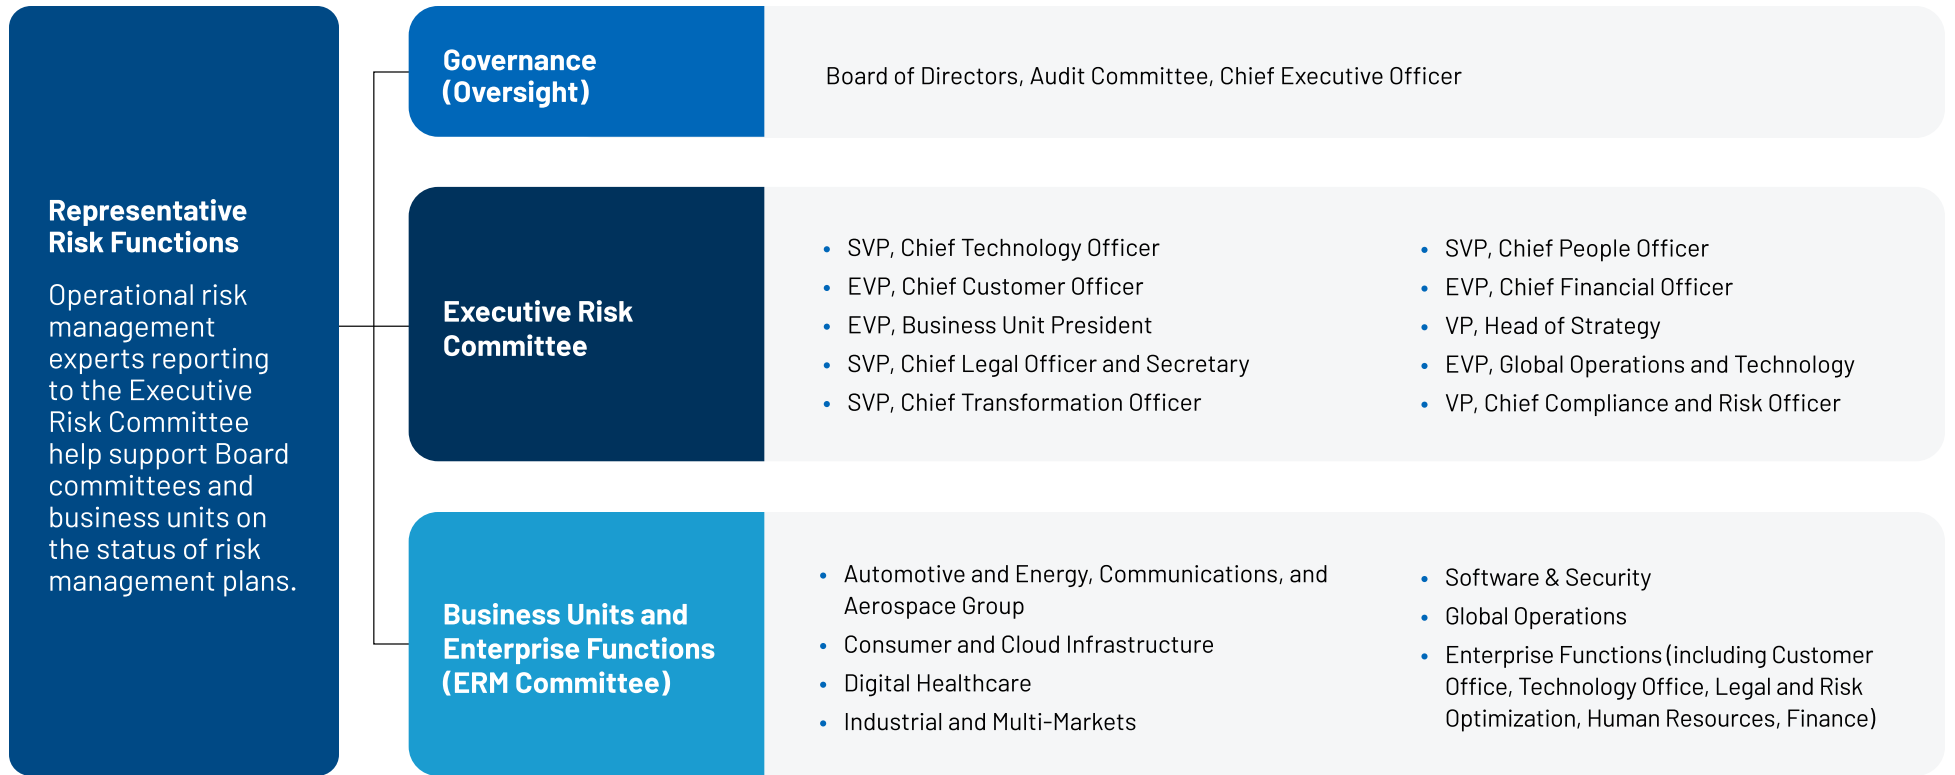 Representative
Risk Functions
Operational risk
management
experts reporting
to the Executive
Risk Committee
help support Board
committees and
business units on
the status of risk
management plans.
Governance
(Oversight)
Board of Directors, Audit Committee, Chief Executive Officer
Executive Risk
Committee
• SVP, Chief Technology Officer
• EVP, Chief Customer Officer
• EVP, Business Unit President
• SVP, Chief Legal Officer and Secretary
• SVP, Chief Transformation Officer
• SVP, Chief People Officer
• EVP, Chief Financial Officer
• VP, Head of Strategy
• EVP, Global Operations and Technology
• VP, Chief Compliance and Risk Officer
Business Units and
Enterprise Functions
(ERM Committee)
• Automotive and Energy, Communications, and
Aerospace Group
• Consumer and Cloud Infrastructure
• Digital Healthcare
• Industrial and Multi-Markets
• Software & Security
• Global Operations
• Enterprise Functions (including Customer
Office, Technology Office, Legal and Risk
Optimization, Human Resources, Finance)